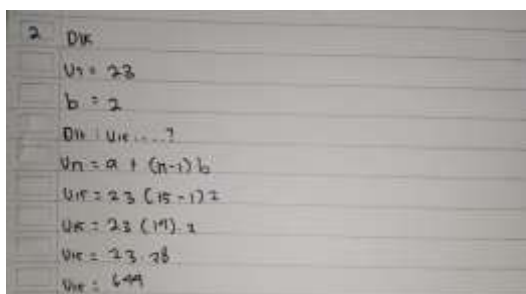 2 Dik
U7 = 23
b = 2
Dit : U15 ....?
Un = a + (n-1) b
U15 = 23 (15-1) 2
U15 = 23 (14) . 2
U15 = 23 . 28
U15 = 644